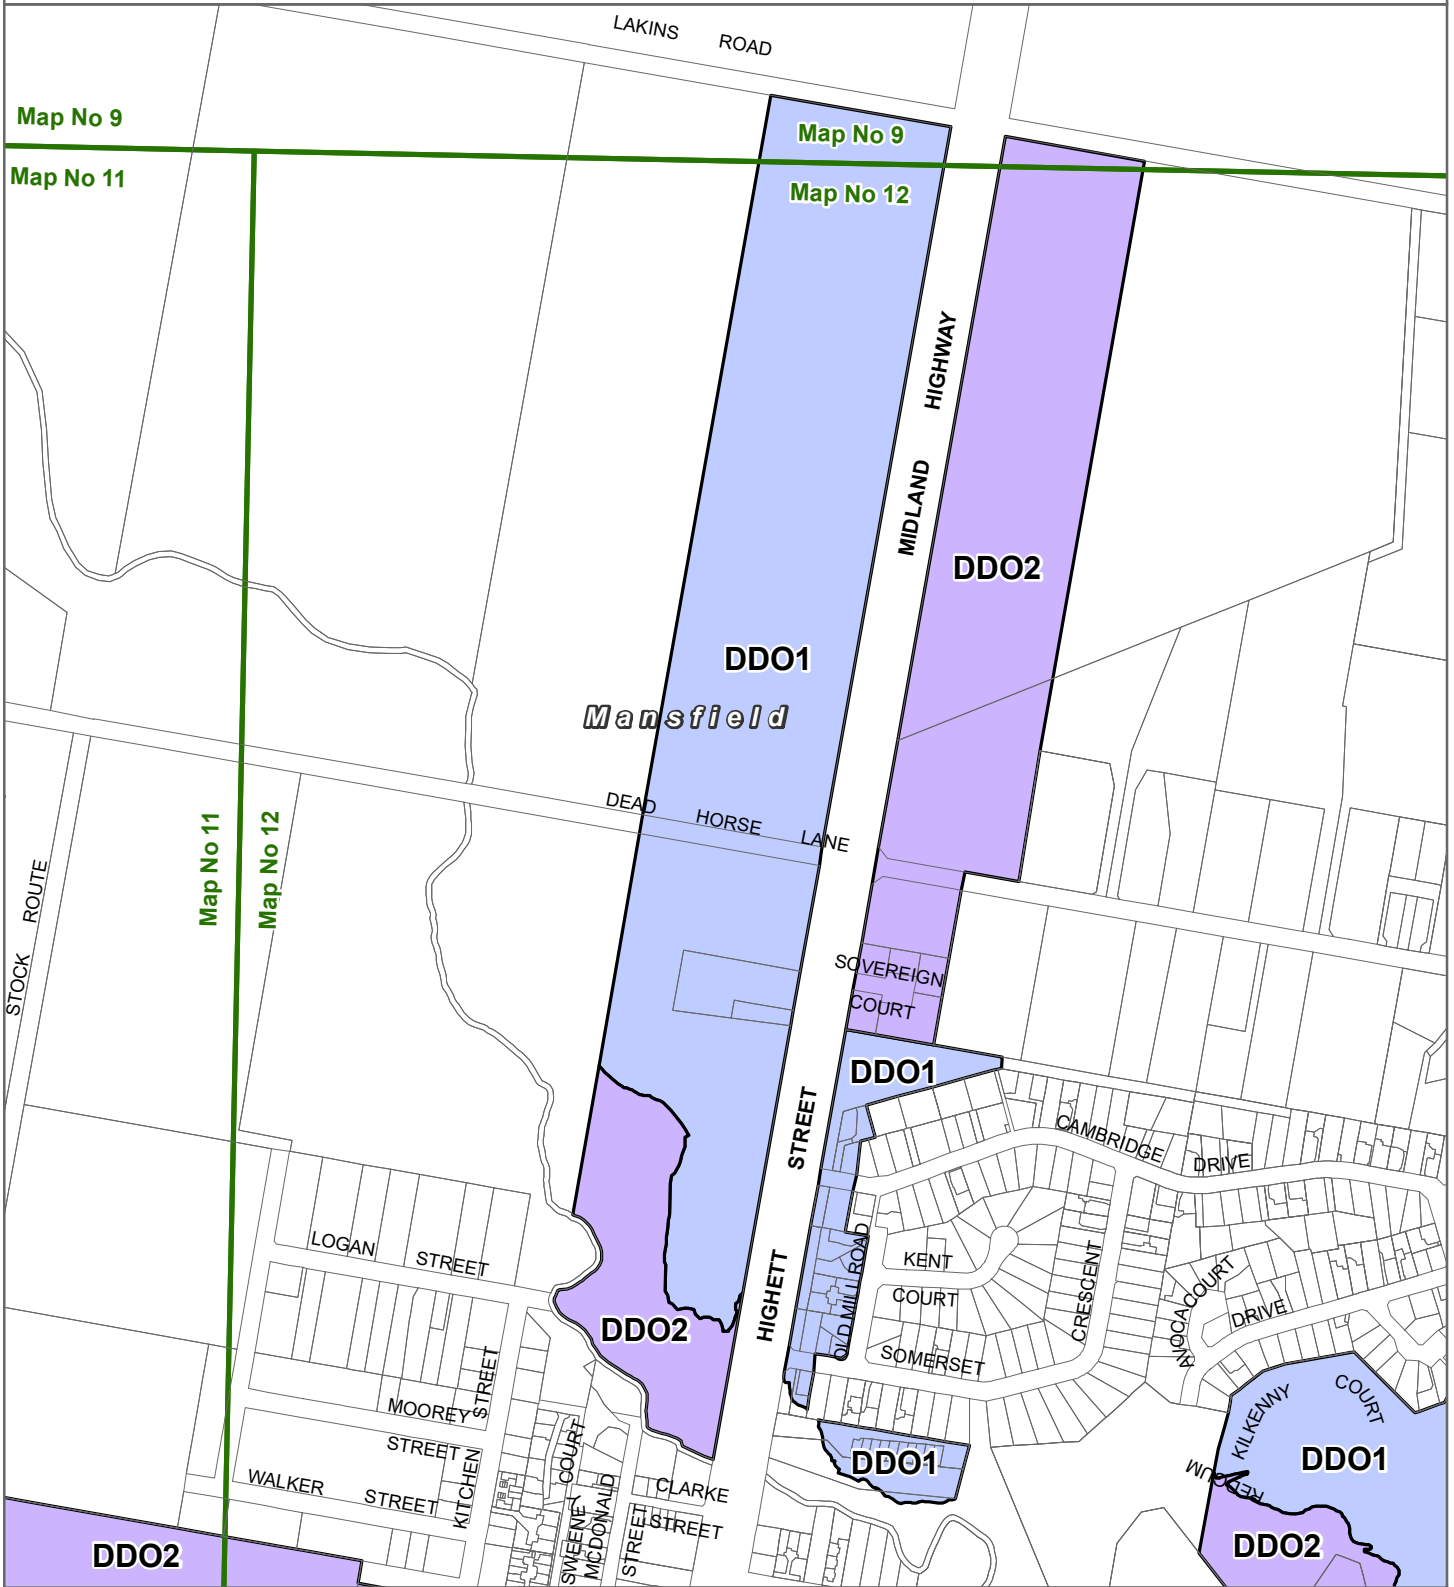 LAKINS ROAD
Map No 9
Map No 9
Map No 11
Map No 12
MIDLAND HIGHWAY
DDO2
DDO1
Mansfield
DEAD HORSE LANE
Map No 11
Map No 12
STOCK ROUTE
SOVEREIGN
COURT
DDO1
HIGHETT STREET
CAMBRIDGE DRIVE
LOGAN STREET
OLD MILL ROAD
KENT
COURT
CRESCENT
AVOCA COURT
DRIVE
DDO2
SOMERSET
MOOREY
STREET
KITCHEN STREET
KILKENNY COURT
DDO1
DDO1
REDGUM
WALKER STREET
SWEENEY COURT
MCDONALD
STREET
CLARKE
STREET
DDO2
DDO2